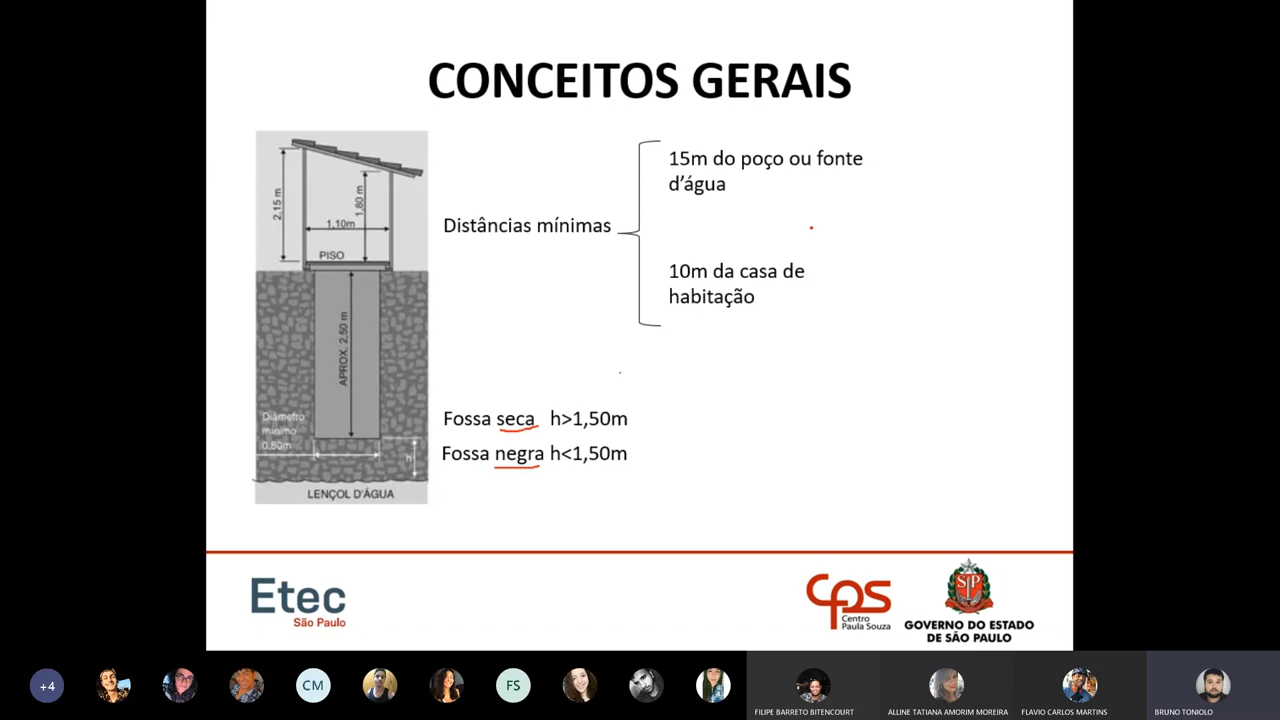 CONCEITOS GERAIS
2,15 m
1,80 m
1,10m
PISO
APROX. 2,50 m
Diâmetro
mínimo
0,80m
h
LENÇOL D'ÁGUA
Distâncias mínimas
15m do poço ou fonte
d'água
10m da casa de
habitação
Fossa seca h>1,50m
Fossa negra h<1,50m
Etec
São Paulo
CPS
Centro
Paula Souza
SP
GOVERNO DO ESTADO
DE SÃO PAULO
+4
CM
FS
FILIPE BARRETO BITENCOURT
ALLINE TATIANA AMORIM MOREIRA
FLAVIO CARLOS MARTINS
BRUNO TONIOLO